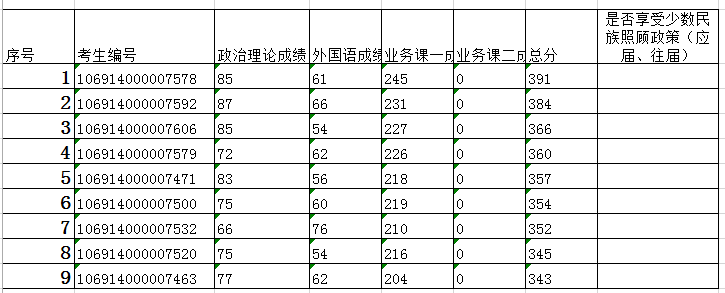 序号 考生编号 政治理论成绩 外国语成绩 业务课一成 业务课二成 总分 是否享受少数民
族照顾政策（应
届、往届）
1 106914000007578 85 61 245 0 391
2 106914000007592 87 66 231 0 384
3 106914000007606 85 54 227 0 366
4 106914000007579 72 62 226 0 360
5 106914000007471 83 56 218 0 357
6 106914000007500 75 60 219 0 354
7 106914000007532 66 76 210 0 352
8 106914000007520 75 54 216 0 345
9 106914000007463 77 62 204 0 343